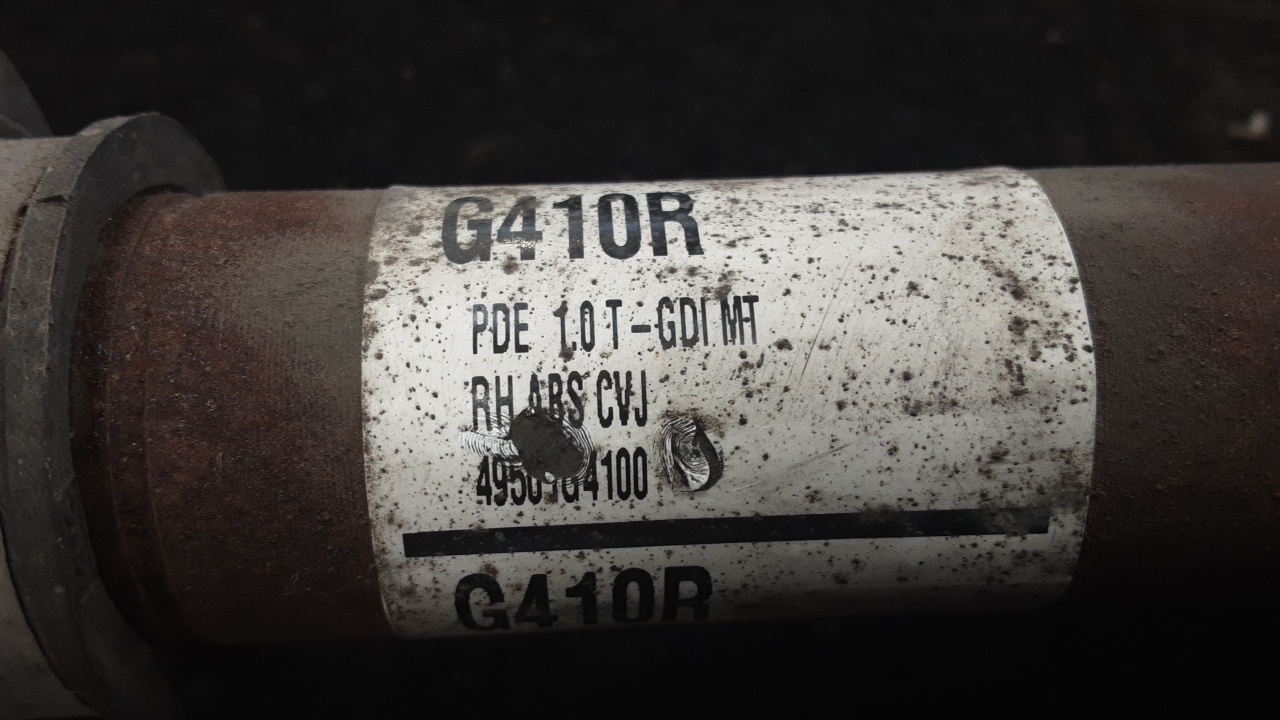 G410R
PDE 1.0 T-GDI MT
RH ABS CVJ
G410R